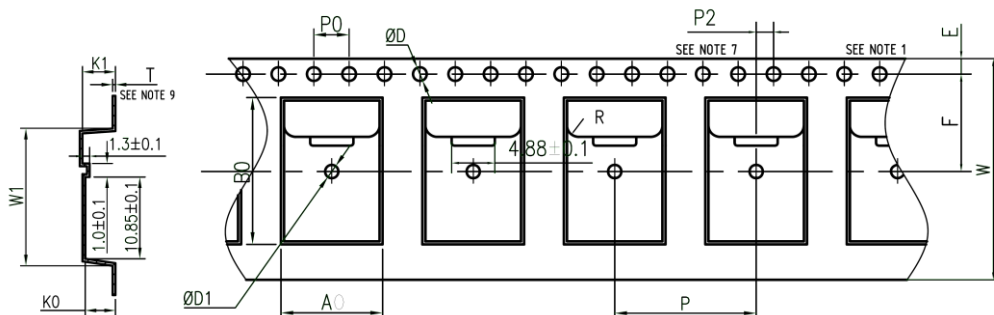 P0
ØD
P2
E
SEE NOTE 7
SEE NOTE 1
K1
T
SEE NOTE 9
R
F
1.3±0.1
4.88±0.1
W1
B0
W
1.0±0.1
10.85±0.1
K0
ØD1
A0
P